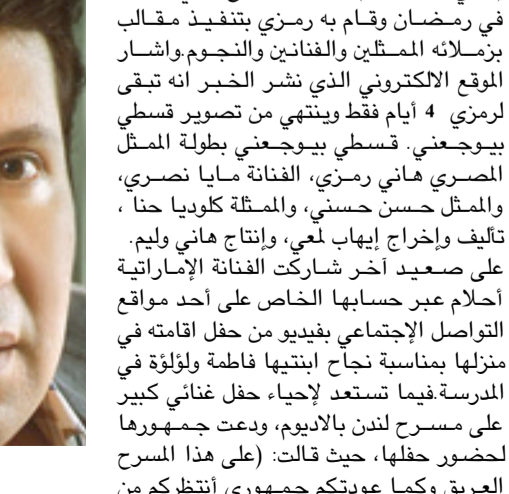 في رمضان وقام به رمزي بتنفيذ مقالب
بزملائه الممثلين والفنانين والنجوم.واشار
الموقع الالكتروني الذي نشر الخبر انه تبقى
لرمزي 4 أيام فقط وينتهي من تصوير قسطي
بيوجعني. قسطي بيوجعني بطولة الممثل
المصري هاني رمزي، الفنانة مايا نصري،
والممثل حسن حسني، والممثلة كلوديا حنا ،
تأليف وإخراج إيهاب لمعي، وإنتاج هاني وليم.
على صعيد آخر شاركت الفنانة الإماراتية
أحلام عبر حسابها الخاص على أحد مواقع
التواصل الإجتماعي بفيديو من حفل اقامته في
منزلها بمناسبة نجاح ابنتيها فاطمة ولؤلؤة في
المدرسة.فيما تستعد لإحياء حفل غنائي كبير
على مسرح لندن بالاديوم، ودعت جمهورها
لحضور حفلها، حيث قالت: (على هذا المسرح
العريق وكما عودتكم جمهوري أنتظركم من